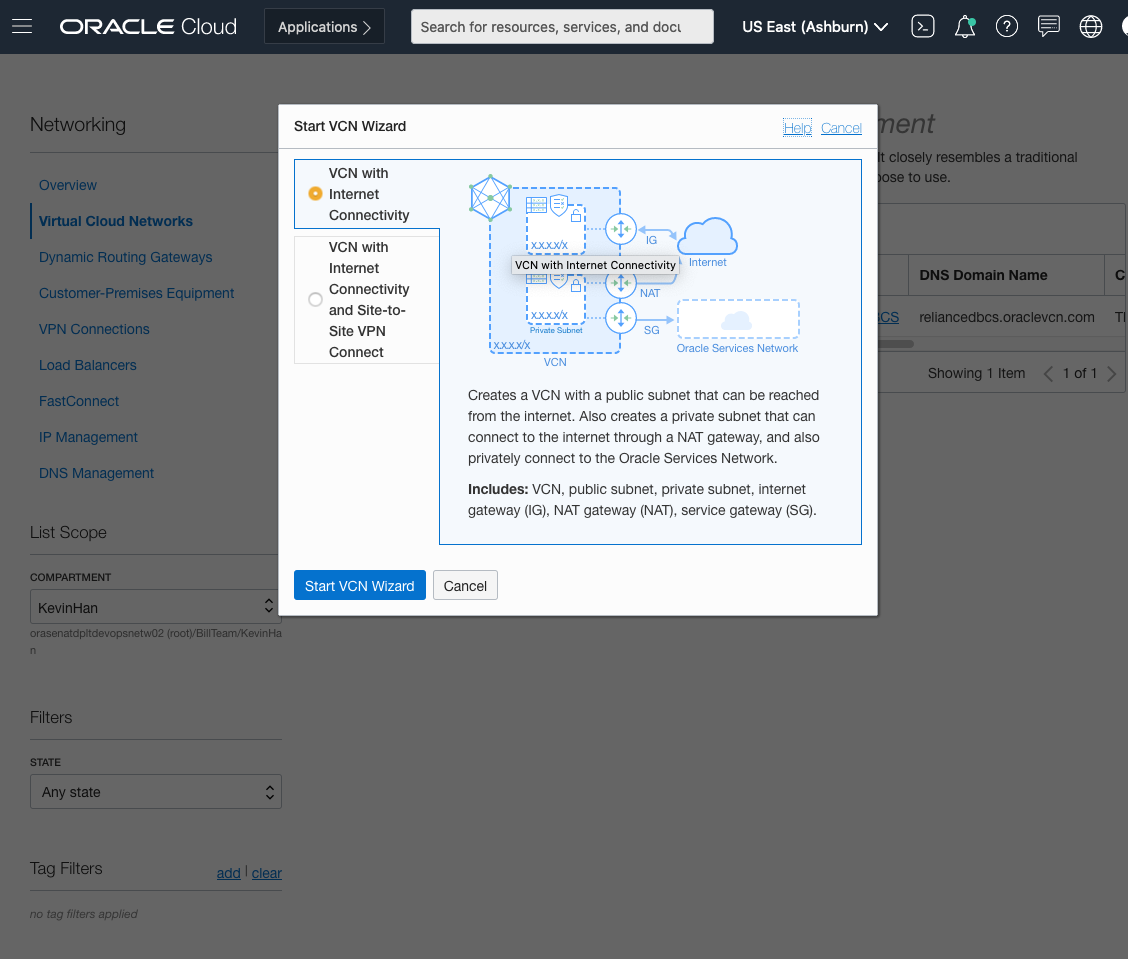 ORACLE Cloud
Applications
Search for resources, services, and docu
US East (Ashburn)
Networking
Overview
Virtual Cloud Networks
Dynamic Routing Gateways
Customer-Premises Equipment
VPN Connections
Load Balancers
FastConnect
IP Management
DNS Management
List Scope
COMPARTMENT
KevinHan
orasenatdpltdevopsnetw02 (root)/BillTeam/KevinHa
n
Filters
STATE
Any state
Tag Filters
add | clear
no tag filters applied
Start VCN Wizard
Help
Cancel
VCN with
Internet
Connectivity
VCN with
Internet
Connectivity
and Site-to-
Site VPN
Connect
X.X.X.X/X
IG
Internet
VCN with Internet Connectivity
NAT
X.X.X.X/X
Private Subnet
SG
X.X.X.X/X
Oracle Services Network
VCN
Creates a VCN with a public subnet that can be reached
from the internet. Also creates a private subnet that can
connect to the internet through a NAT gateway, and also
privately connect to the Oracle Services Network.
Includes: VCN, public subnet, private subnet, internet
gateway (IG), NAT gateway (NAT), service gateway (SG).
Start VCN Wizard
Cancel
ment
It closely resembles a traditional
ose to use.
DNS Domain Name
C
BCS
reliancedbcs.oraclevcn.com
Showing 1 Item
1 of 1